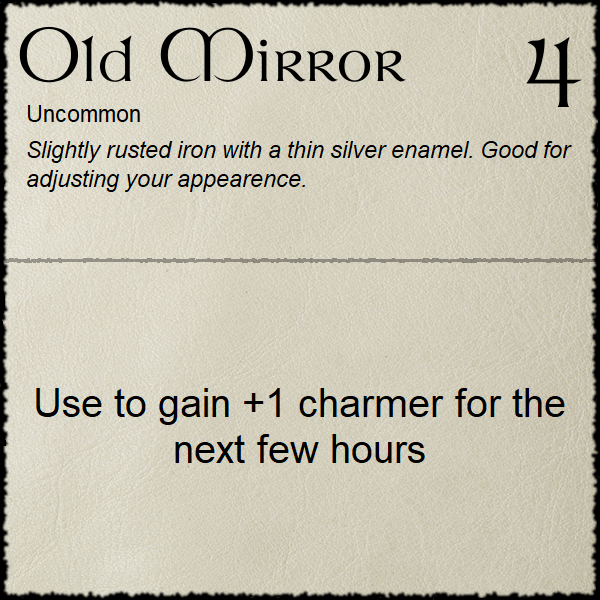 Old Mirror
4
Uncommon
Slightly rusted iron with a thin silver enamel. Good for
adjusting your appearence.
Use to gain +1 charmer for the
next few hours